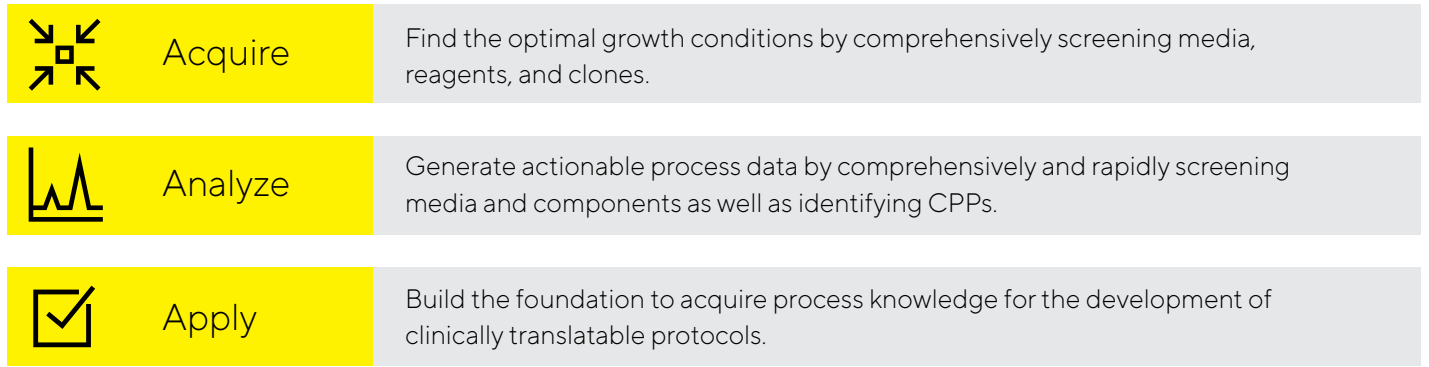 Acquire
Find the optimal growth conditions by comprehensively screening media,
reagents, and clones.
Analyze
Generate actionable process data by comprehensively and rapidly screening
media and components as well as identifying CPPs.
Apply
Build the foundation to acquire process knowledge for the development of
clinically translatable protocols.